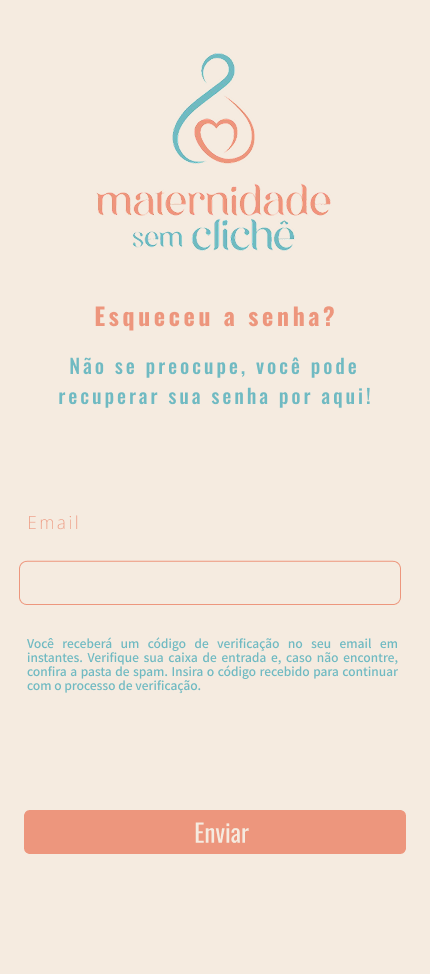 maternidade
sem clichê
Esqueceu a senha?
Não se preocupe, você pode
recuperar sua senha por aqui!
Email
Você receberá um código de verificação no seu email em
instantes. Verifique sua caixa de entrada e, caso não encontre,
confira a pasta de spam. Insira o código recebido para continuar
com o processo de verificação.
Enviar